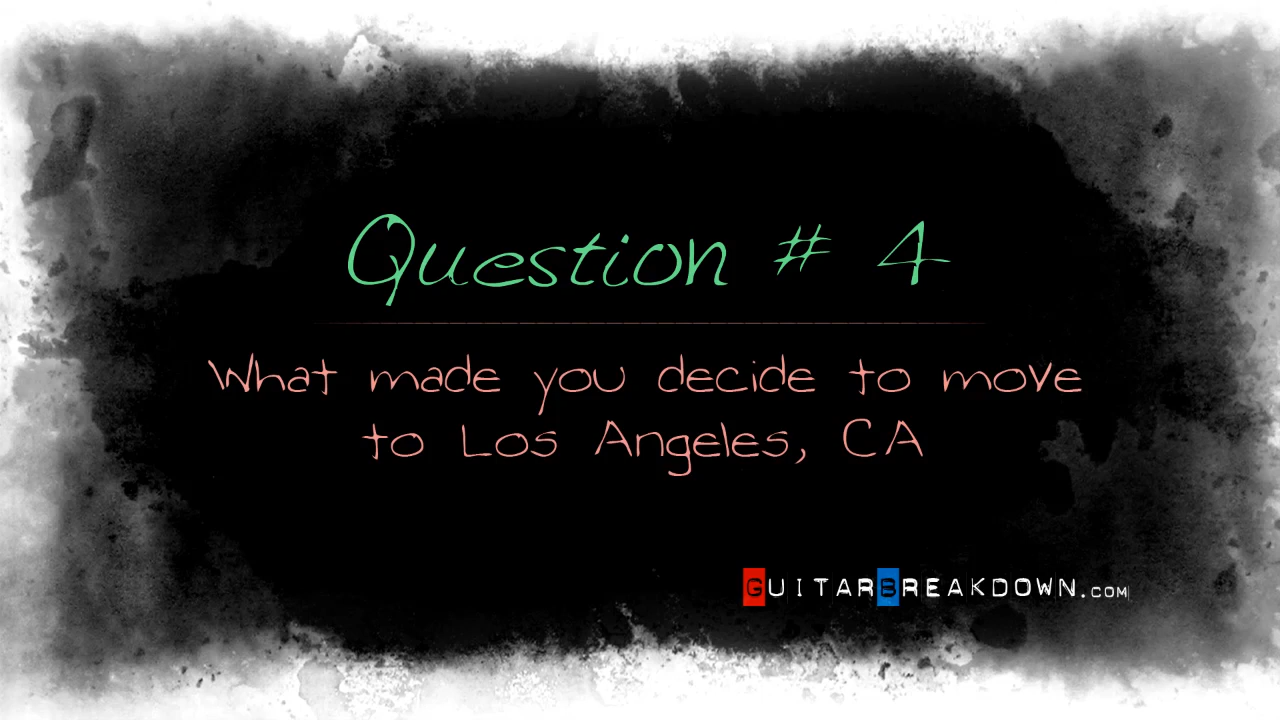 Question # 4
What made you decide to move
to Los Angeles, CA
GUITARBREAKDOWN.COM